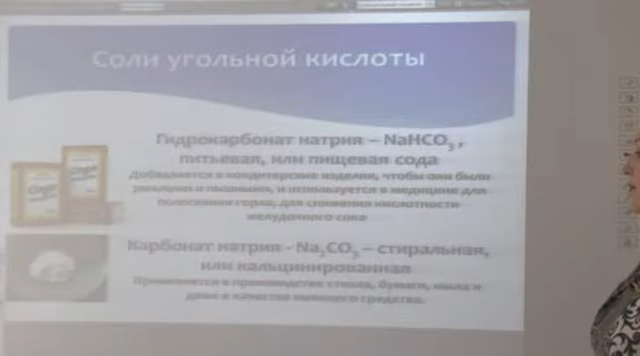 Соли угольной кислоты
Гидрокарбонат натрия – NaHCO₃ ,
питьевая, или пищевая сода
Добавляется в кондитерские изделия, чтобы они были
рыхлыми и пышными, и используется в медицине для
полоскания горла, для снижения кислотности
желудочного сока
Карбонат натрия - Na₂CO₃ – стиральная,
или кальцинированная
Применяется в производстве стекла, бумаги, мыла и
даже в качестве моющего средства.